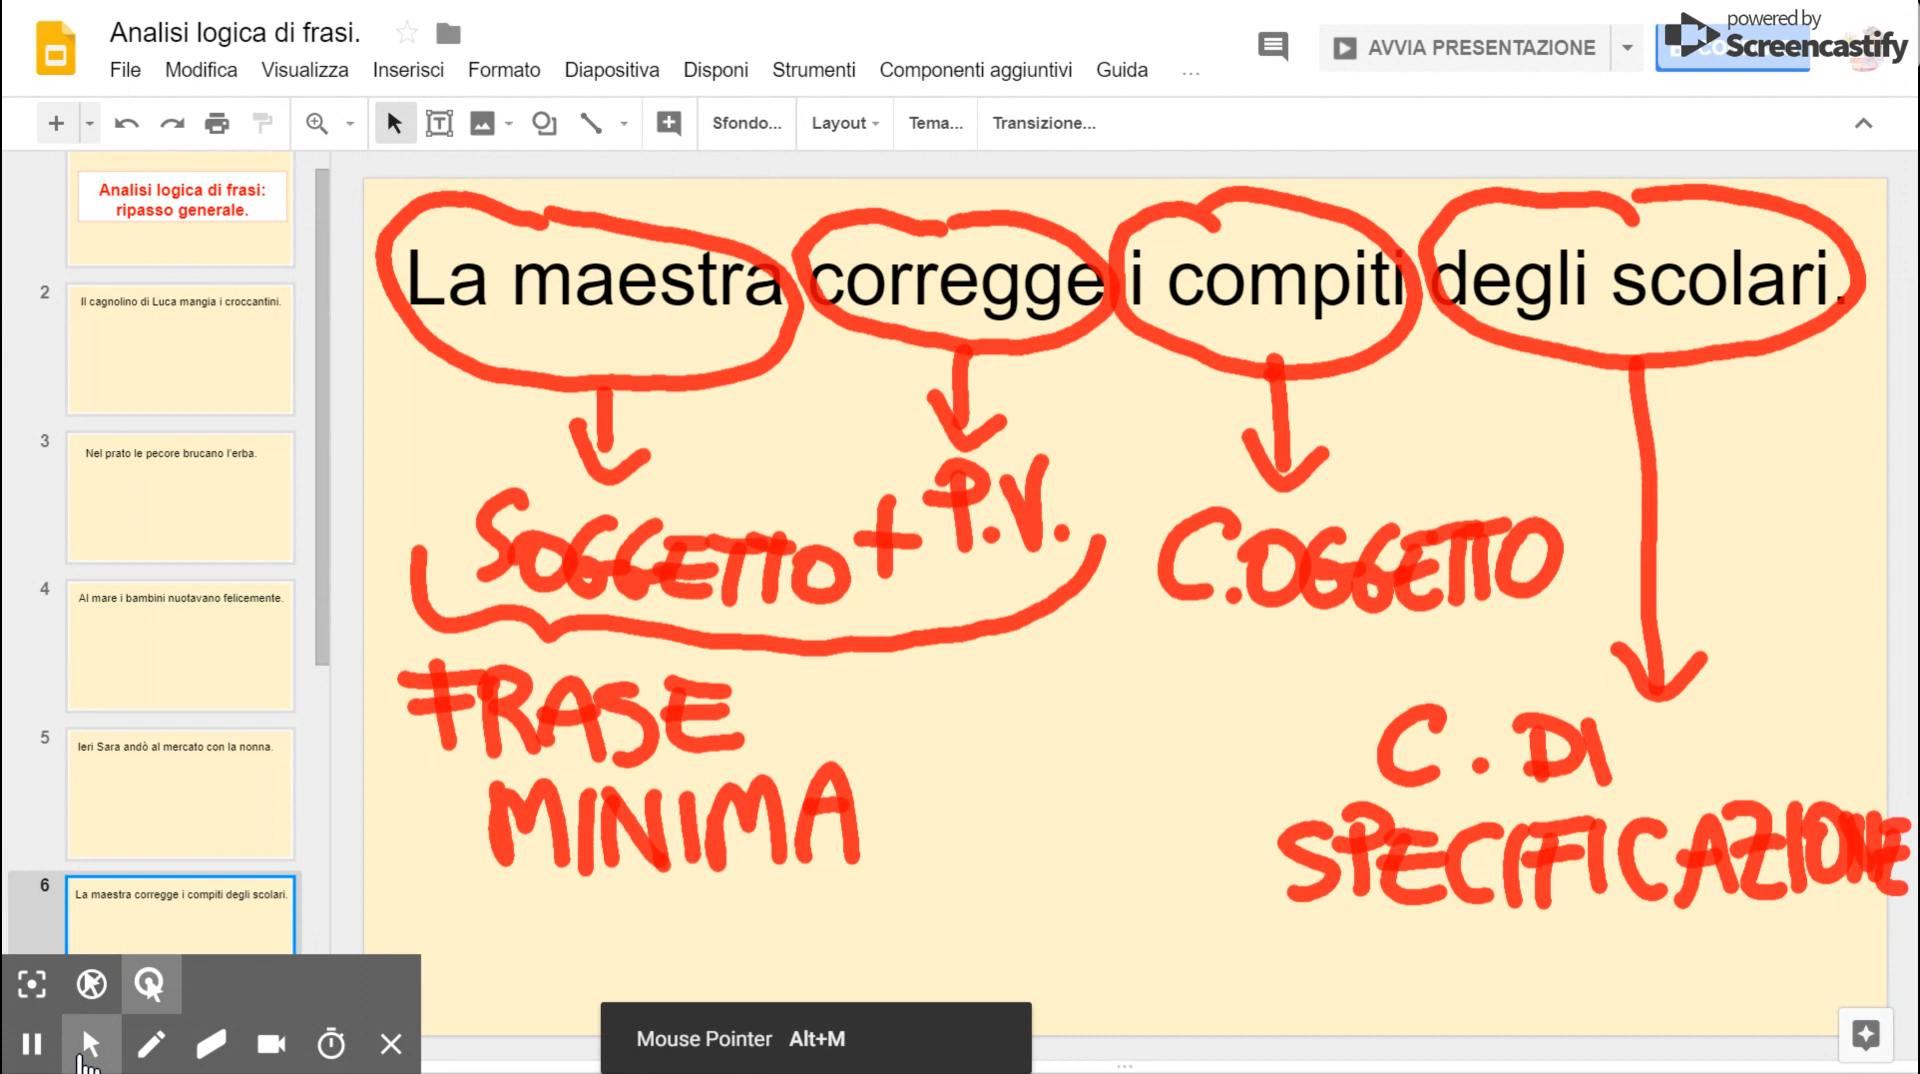 Analisi logica di frasi.
powered by
Screencastify
File Modifica Visualizza Inserisci Formato Diapositiva Disponi Strumenti Componenti aggiuntivi Guida ...
AVVIA PRESENTAZIONE
Sfondo... Layout Tema... Transizione...
Analisi logica di frasi:
ripasso generale.
2
Il cagnolino di Luca mangia i croccantini.
3
Nel prato le pecore brucano l'erba.
4
Al mare i bambini nuotavano felicemente.
5
Ieri Sara andò al mercato con la nonna.
6
La maestra corregge i compiti degli scolari.
La maestra corregge i compiti degli scolari.
SOGGETTO + P.V. C.OGGETTO
FRASE
MINIMA
C. DI
SPECIFICAZIONE
Mouse Pointer Alt+M